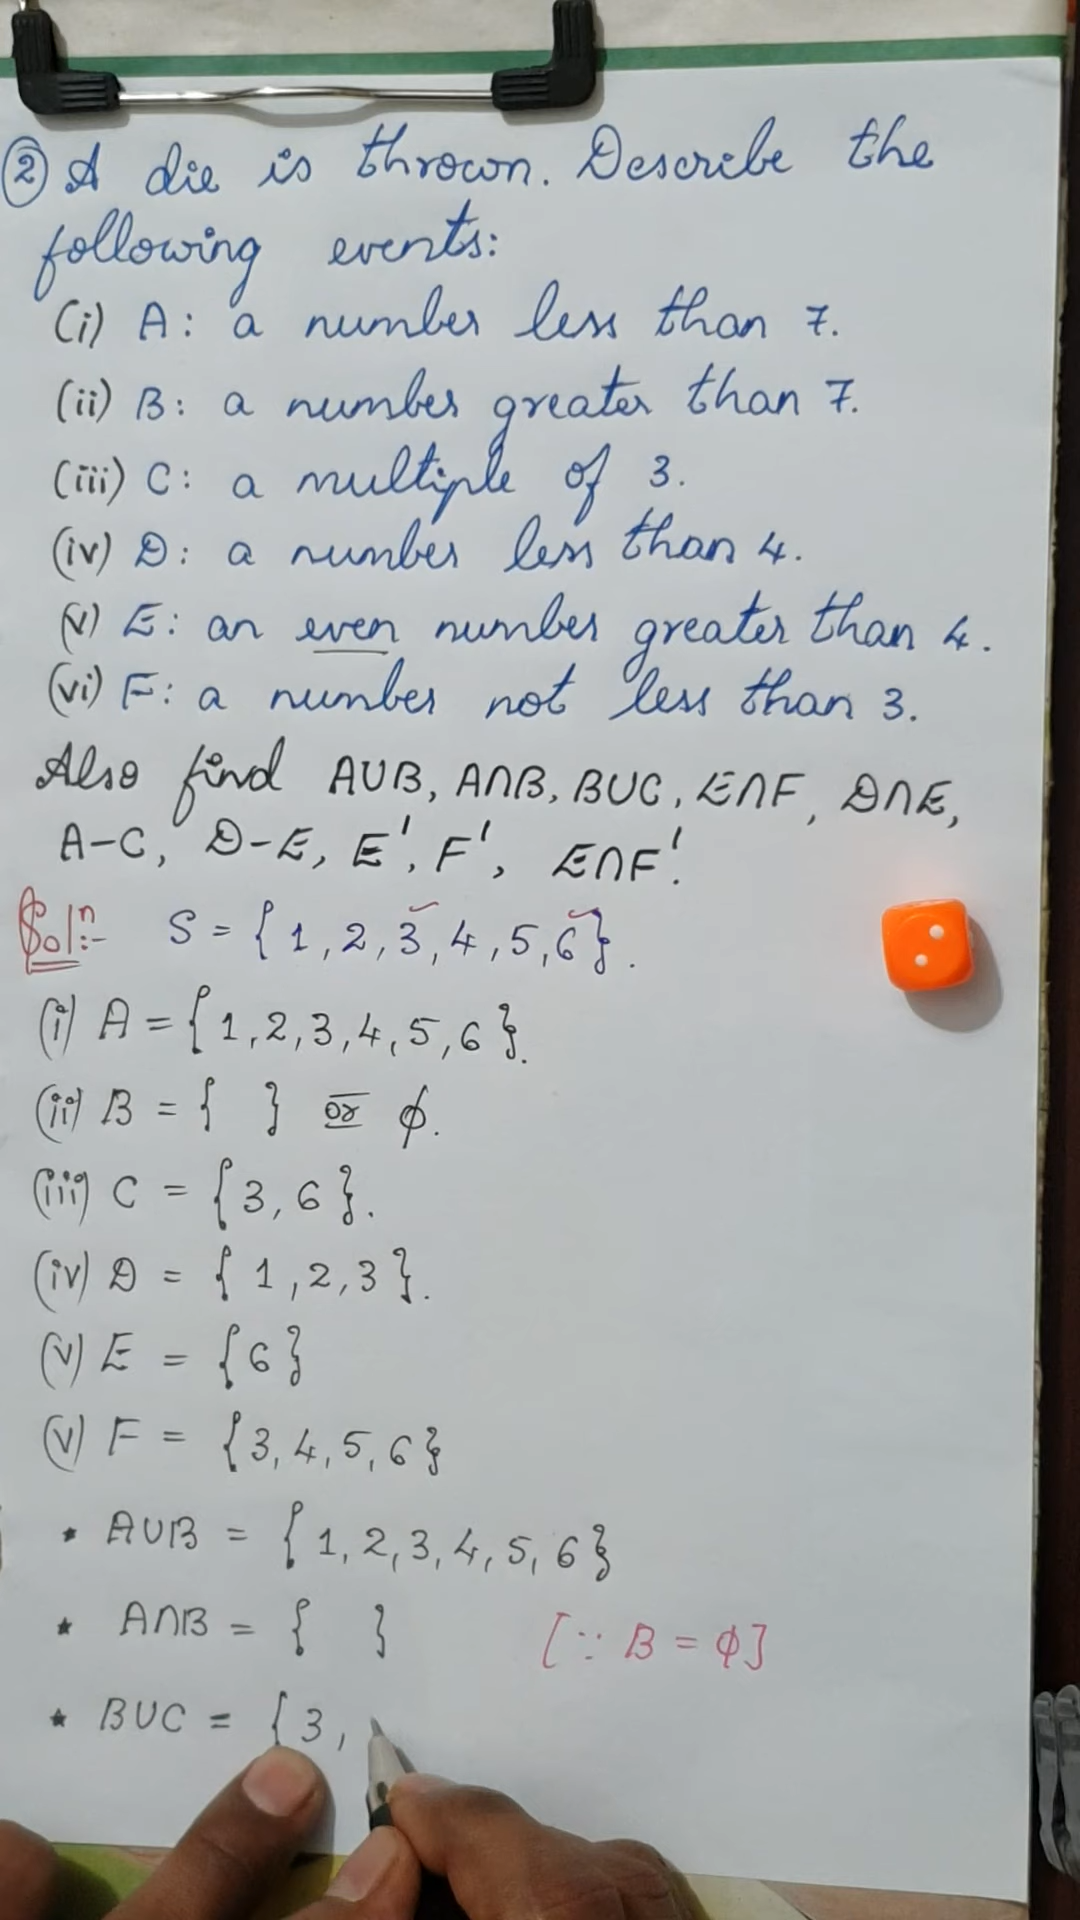 ② A die is thrown. Describe the
following events:
(i) A: a number less than 7.
(ii) B: a number greater than 7.
(iii) C: a multiple of 3.
(iv) D: a number less than 4.
(v) E: an even number greater than 4.
(vi) F: a number not less than 3.
Also find A∪B, A∩B, B∪C, E∩F, D∩E,
A-C, D-E, E', F', E∩F'.
Solⁿ:- S = {1, 2, 3, 4, 5, 6}.
(i) A = {1, 2, 3, 4, 5, 6}.
(ii) B = { } or ϕ.
(iii) C = {3, 6}.
(iv) D = {1, 2, 3}.
(v) E = {6}
(v) F = {3, 4, 5, 6}
* A∪B = {1, 2, 3, 4, 5, 6}
* A∩B = { } [∵ B = ϕ]
* B∪C = {3,